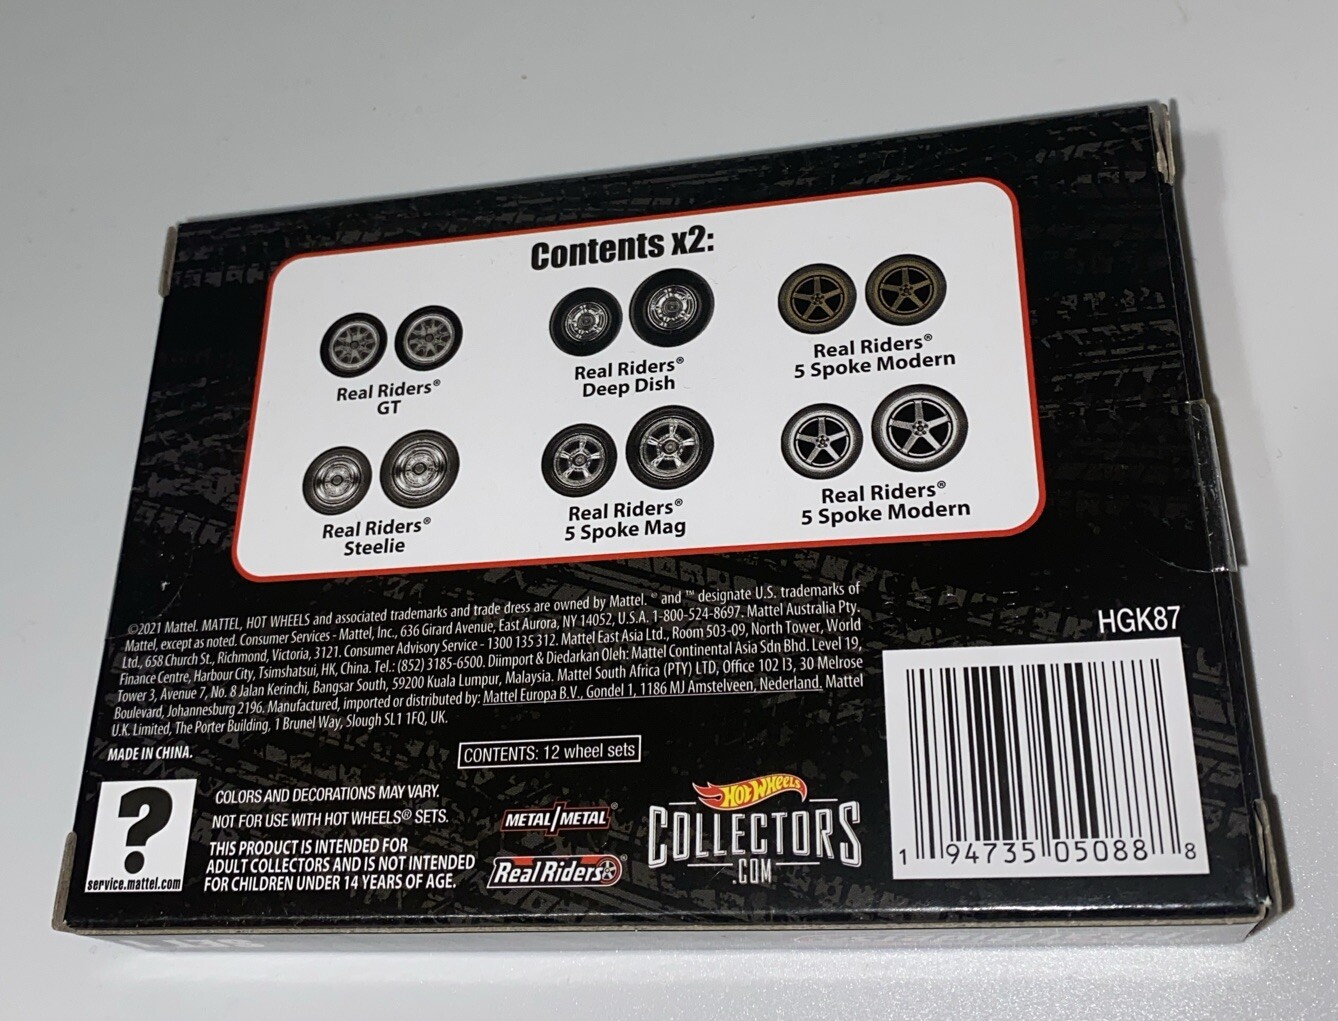 Contents x2:
Real Riders®
GT
Real Riders®
Deep Dish
Real Riders®
5 Spoke Modern
Real Riders®
Steelie
Real Riders®
5 Spoke Mag
Real Riders®
5 Spoke Modern
©2021 Mattel. MATTEL, HOT WHEELS and associated trademarks and trade dress are owned by Mattel. ® and ™ designate U.S. trademarks of
Mattel, except as noted. Consumer Services - Mattel, Inc., 636 Girard Avenue, East Aurora, NY 14052, U.S.A. 1-800-524-8697. Mattel Australia Pty.
Ltd., 658 Church St., Richmond, Victoria, 3121. Consumer Advisory Service - 1300 135 312. Mattel East Asia Ltd., Room 503-09, North Tower, World
Finance Centre, Harbour City, Tsimshatsui, HK, China. Tel.: (852) 3185-6500. Diimport & Diedarkan Oleh: Mattel Continental Asia Sdn Bhd. Level 19,
Tower 3, Avenue 7, No. 8 Jalan Kerinchi, Bangsar South, 59200 Kuala Lumpur, Malaysia. Mattel South Africa (PTY) LTD, Office 102 I3, 30 Melrose
Boulevard, Johannesburg 2196. Manufactured, imported or distributed by: Mattel Europa B.V., Gondel 1, 1186 MJ Amstelveen, Nederland. Mattel
U.K. Limited, The Porter Building, 1 Brunel Way, Slough SL1 1FQ, UK.
MADE IN CHINA.
CONTENTS: 12 wheel sets
HGK87
?
service.mattel.com
COLORS AND DECORATIONS MAY VARY.
NOT FOR USE WITH HOT WHEELS® SETS.
THIS PRODUCT IS INTENDED FOR
ADULT COLLECTORS AND IS NOT INTENDED
FOR CHILDREN UNDER 14 YEARS OF AGE.
METAL/METAL®
Real Riders®
HOT WHEELS
COLLECTORS
.COM
1 94735 05088 8